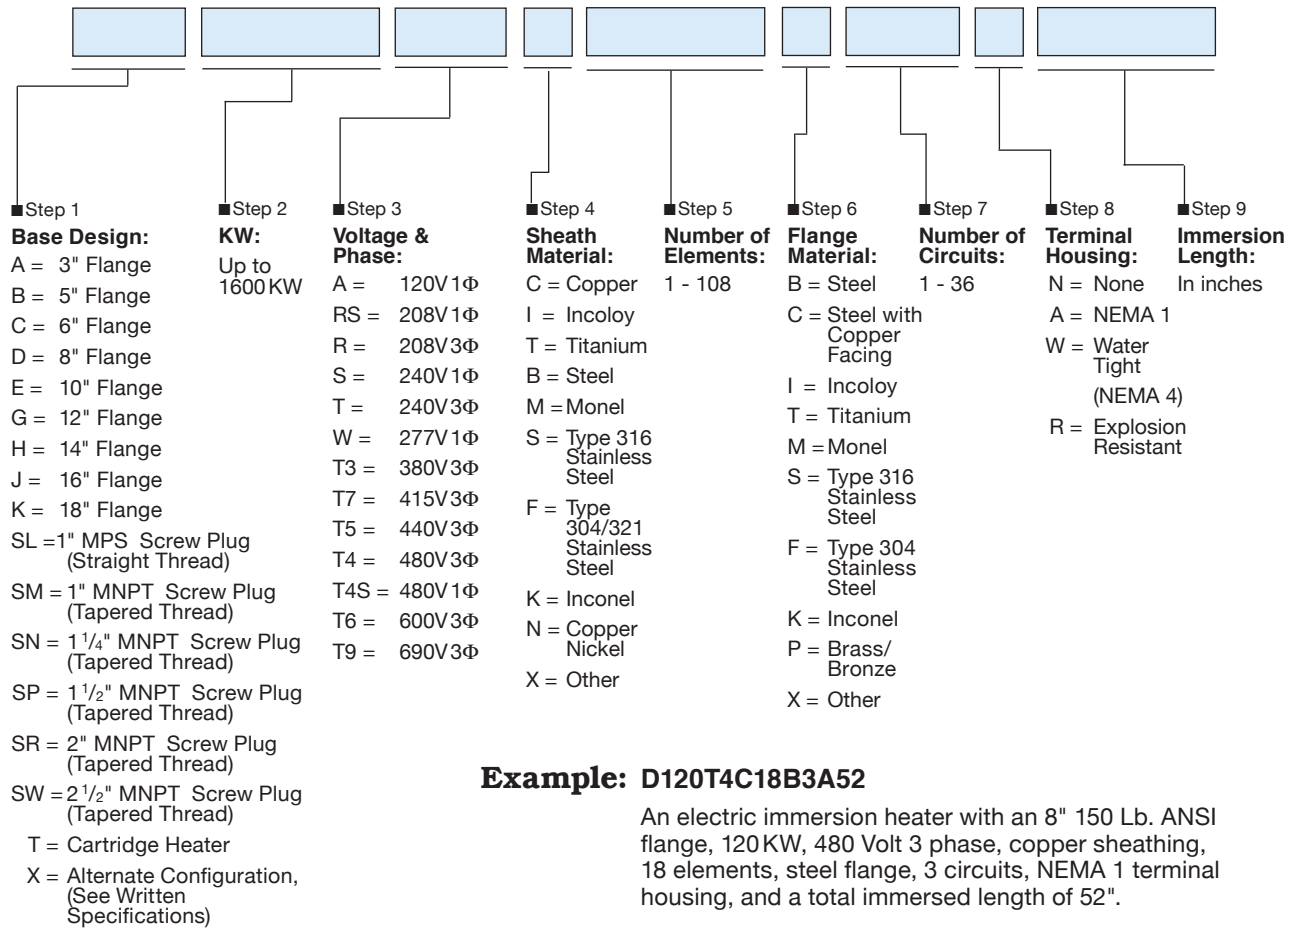 ■Step 1
Base Design:
A = 3" Flange
B = 5" Flange
C = 6" Flange
D = 8" Flange
E = 10" Flange
G = 12" Flange
H = 14" Flange
J = 16" Flange
K = 18" Flange
SL =1" MPS Screw Plug
(Straight Thread)
SM = 1" MNPT Screw Plug
(Tapered Thread)
SN = 1 1/4" MNPT Screw Plug
(Tapered Thread)
SP = 1 1/2" MNPT Screw Plug
(Tapered Thread)
SR = 2" MNPT Screw Plug
(Tapered Thread)
SW = 2 1/2" MNPT Screw Plug
(Tapered Thread)
T = Cartridge Heater
X = Alternate Configuration,
(See Written
Specifications)
■Step 2
KW:
Up to
1600 KW
■Step 3
Voltage &
Phase:
A = 120V 1Φ
RS = 208V 1Φ
R = 208V 3Φ
S = 240V 1Φ
T = 240V 3Φ
W = 277V 1Φ
T3 = 380V 3Φ
T7 = 415V 3Φ
T5 = 440V 3Φ
T4 = 480V 3Φ
T4S = 480V 1Φ
T6 = 600V 3Φ
T9 = 690V 3Φ
■Step 4
Sheath
Material:
C = Copper
I = Incoloy
T = Titanium
B = Steel
M = Monel
S = Type 316
Stainless
Steel
F = Type
304/321
Stainless
Steel
K = Inconel
N = Copper
Nickel
X = Other
■Step 5
Number of
Elements:
1 - 108
■Step 6
Flange
Material:
B = Steel
C = Steel with
Copper
Facing
I = Incoloy
T = Titanium
M = Monel
S = Type 316
Stainless
Steel
F = Type 304
Stainless
Steel
K = Inconel
P = Brass/
Bronze
X = Other
■Step 7
Number of
Circuits:
1 - 36
■Step 8
Terminal
Housing:
N = None
A = NEMA 1
W = Water
Tight
(NEMA 4)
R = Explosion
Resistant
■Step 9
Immersion
Length:
In inches
Example: D120T4C18B3A52
An electric immersion heater with an 8" 150 Lb. ANSI
flange, 120 KW, 480 Volt 3 phase, copper sheathing,
18 elements, steel flange, 3 circuits, NEMA 1 terminal
housing, and a total immersed length of 52".